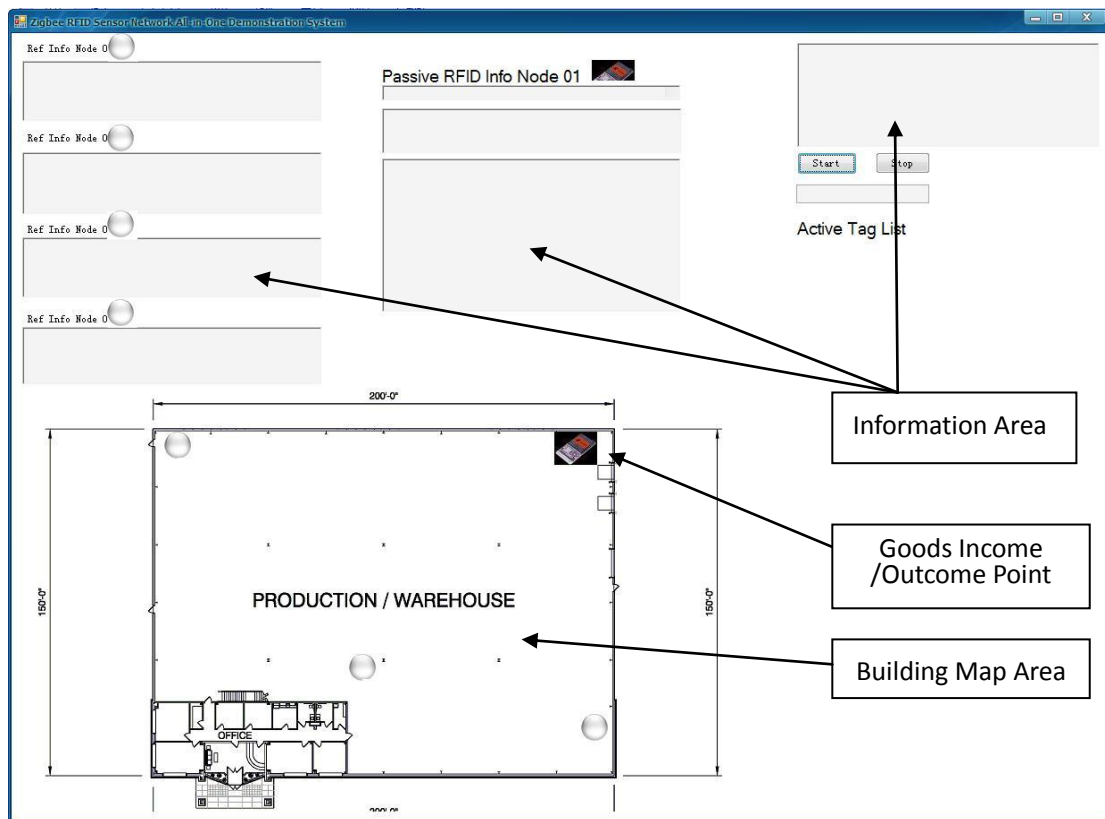 Zigbee RFID Sensor Network All-in-One Demonstration System
Ref Info Node 0
Passive RFID Info Node 01
Ref Info Node 0
Start
Stop
Ref Info Node 0
Active Tag List
Ref Info Node 0
200'-0"
Information Area
150'-0"
150'-0"
Goods Income
/Outcome Point
PRODUCTION / WAREHOUSE
Building Map Area
OFFICE
200'-0"